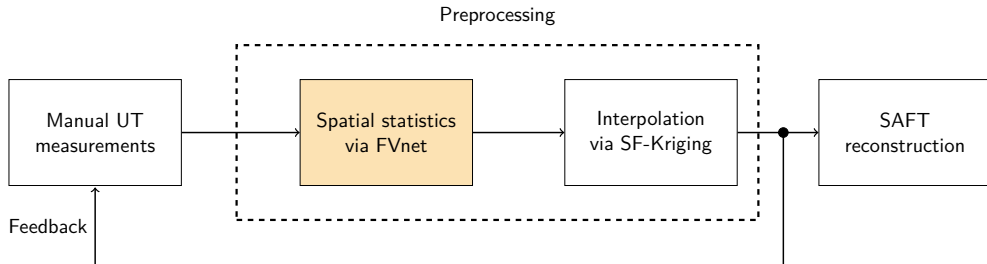 Preprocessing
Manual UT
measurements
Spatial statistics
via FVnet
Interpolation
via SF-Kriging
SAFT
reconstruction
Feedback